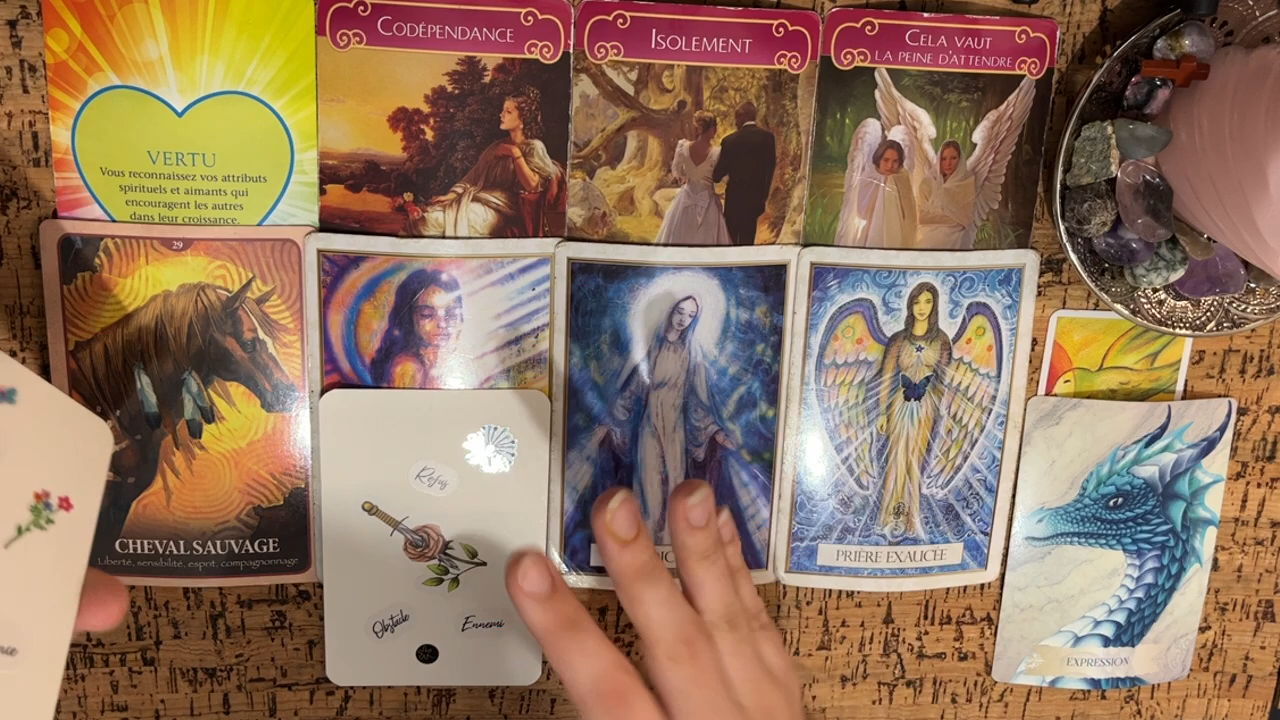 CODÉPENDANCE
ISOLEMENT
CELA VAUT
LA PEINE D'ATTENDRE
VERTU
Vous reconnaissez vos attributs
spirituels et aimants qui
encouragent les autres
dans leur croissance.
29
CHEVAL SAUVAGE
Liberté, sensibilité, esprit, compagnonnage
Refus
Obstacle
Ennemi
PRIÈRE EXAUCÉE
EXPRESSION